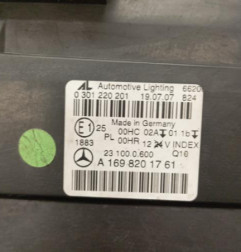 AL Automotive Lighting 6620
0 301 220 201 19.07.07 824
Made in Germany
E1 25 00HC 02A 01 1b
PL 00HR 12 V INDEX
1883
23 100 0.600 Q16
A 169 820 17 61